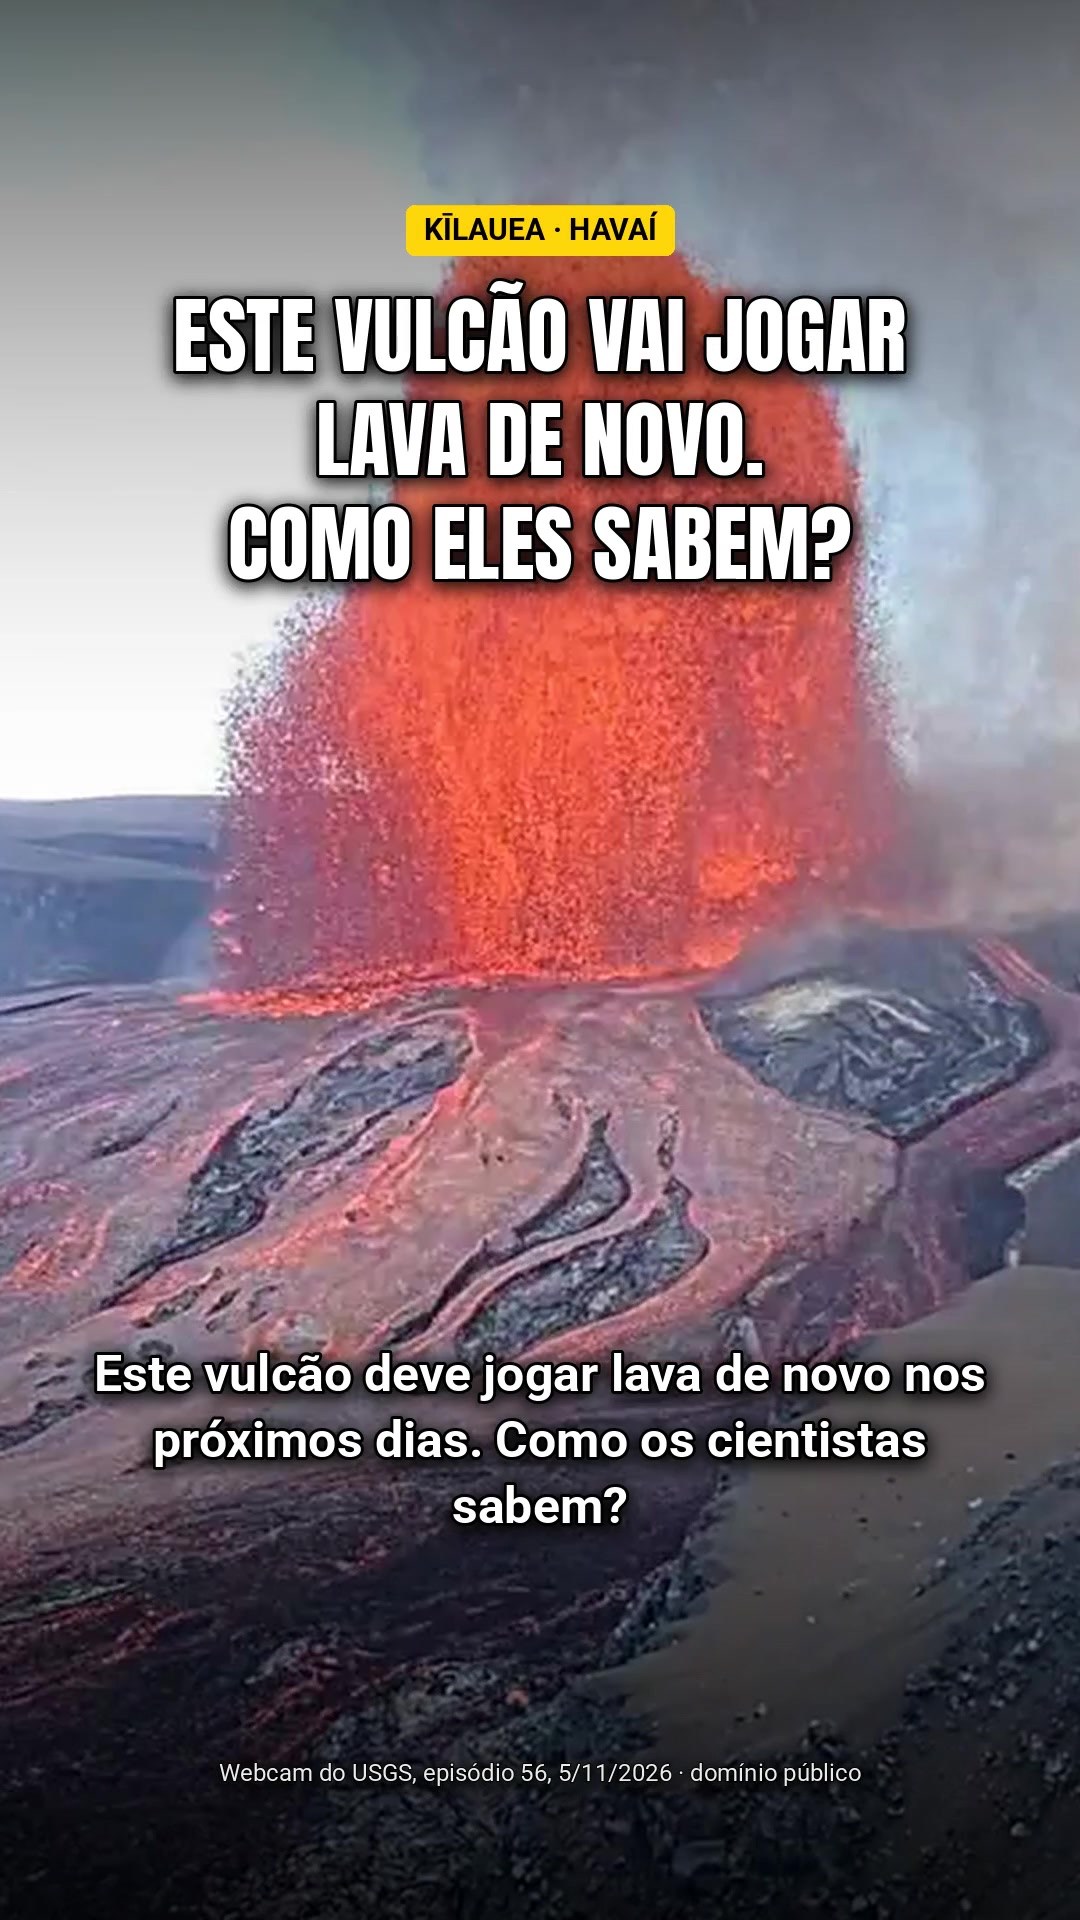 KĪLAUEA · HAVAÍ
ESTE VULCÃO VAI JOGAR
LAVA DE NOVO.
COMO ELES SABEM?
Este vulcão deve jogar lava de novo nos
próximos dias. Como os cientistas
sabem?
Webcam do USGS, episódio 56, 5/11/2026 · domínio público